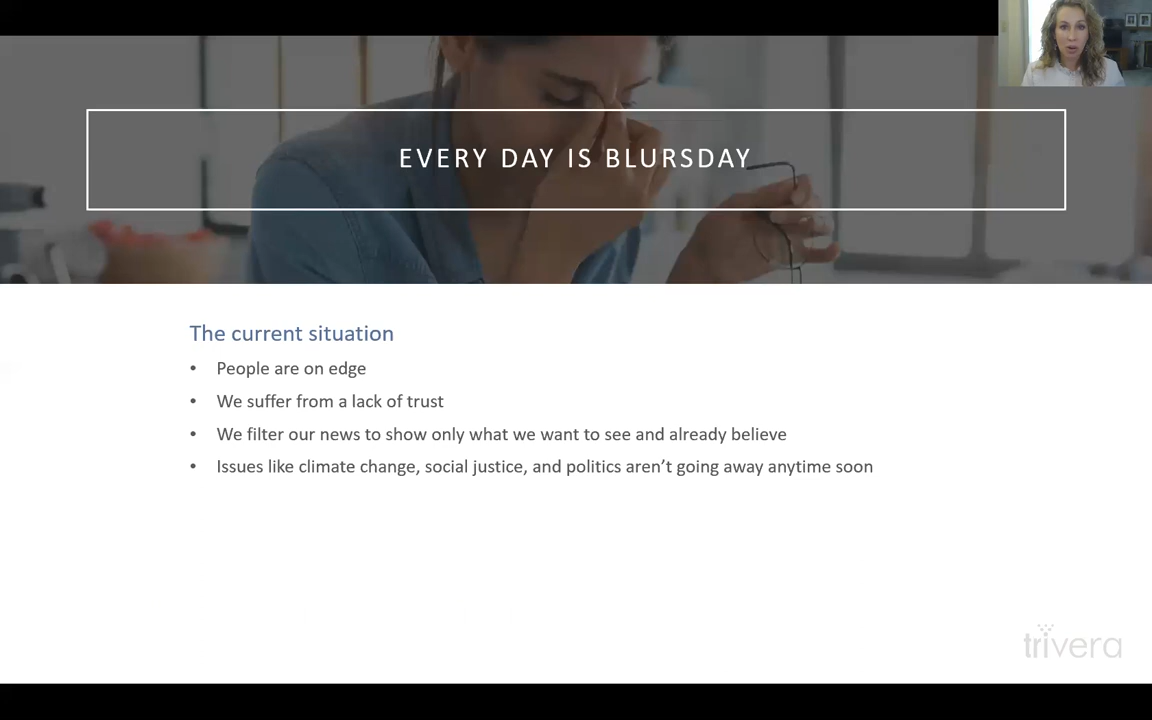 EVERY DAY IS BLURSDAY
The current situation
• People are on edge
• We suffer from a lack of trust
• We filter our news to show only what we want to see and already believe
• Issues like climate change, social justice, and politics aren’t going away anytime soon
trivera